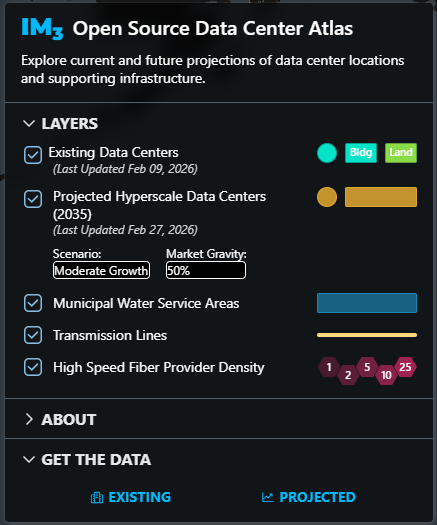 IM3 Open Source Data Center Atlas
Explore current and future projections of data center locations
and supporting infrastructure.
LAYERS
Existing Data Centers
Bldg
Land
(Last Updated Feb 09, 2026)
Projected Hyperscale Data Centers
(2035)
(Last Updated Feb 27, 2026)
Scenario:
Market Gravity:
Moderate Growth
50%
Municipal Water Service Areas
Transmission Lines
High Speed Fiber Provider Density
1
2
5
10
25
ABOUT
GET THE DATA
EXISTING
PROJECTED